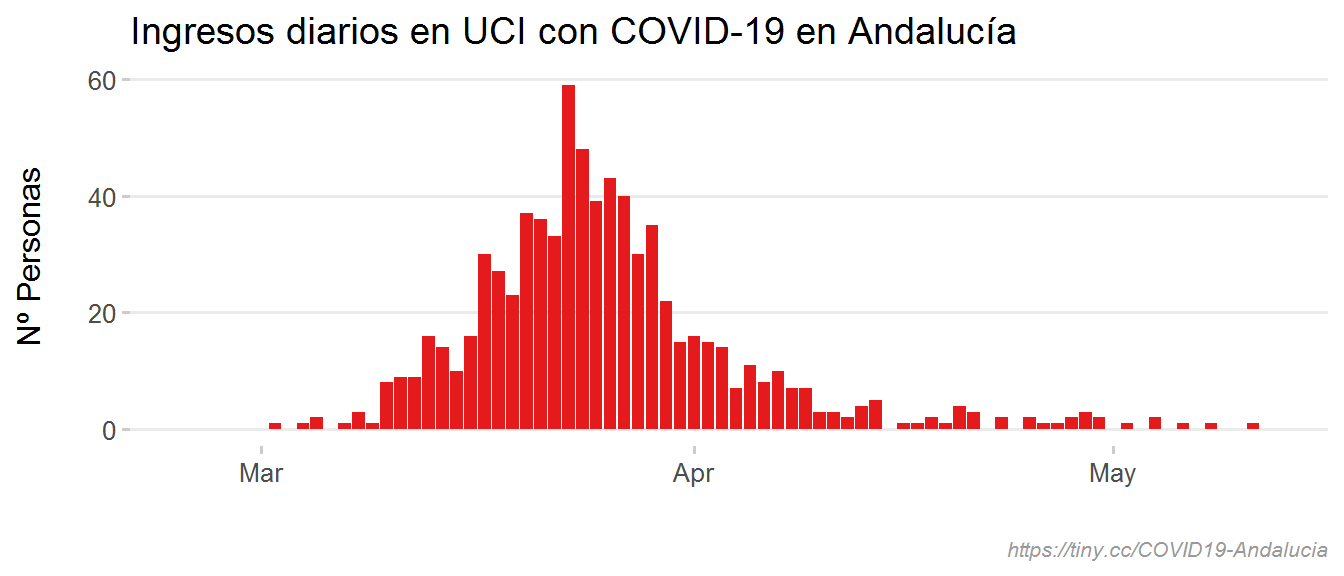 Ingresos diarios en UCI con COVID-19 en Andalucía
Nº Personas
60
40
20
0
Mar Apr May
https://tiny.cc/COVID19-Andalucia